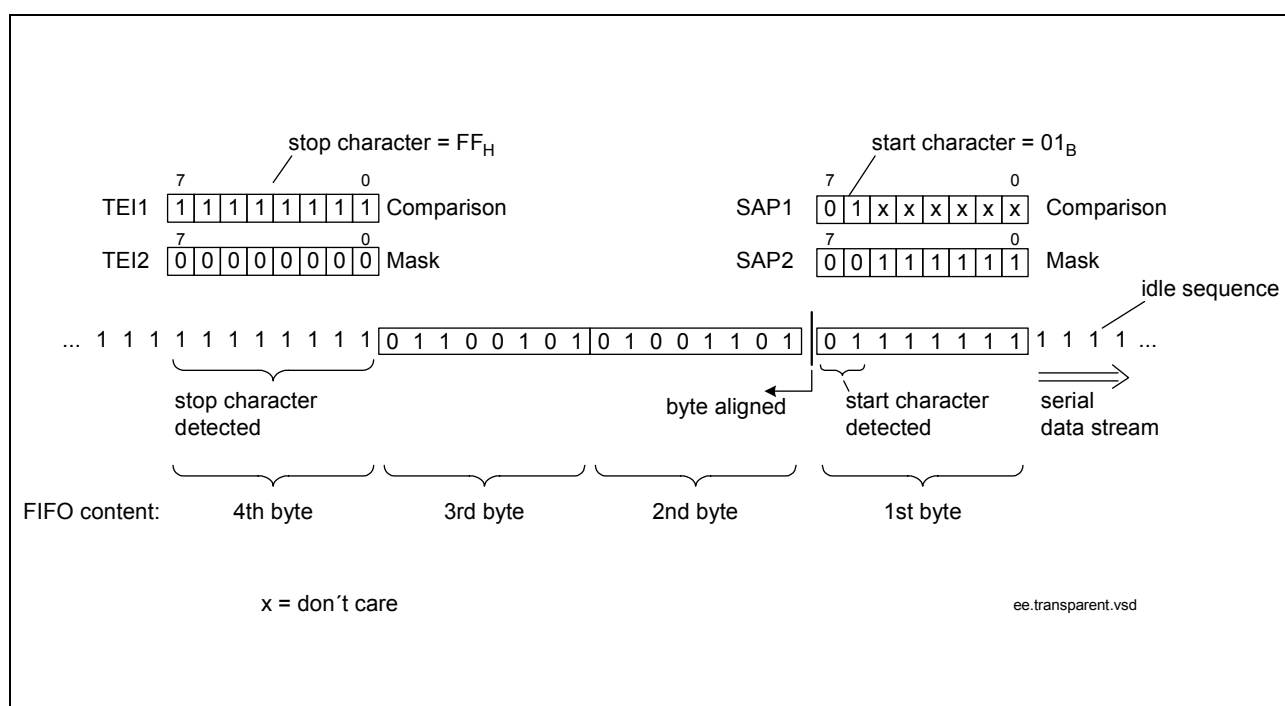 stop character = FFH
start character = 01B
7 0
7 0
TEI1 1 1 1 1 1 1 1 1 Comparison
SAP1 0 1 x x x x x x Comparison
7 0
7 0
TEI2 0 0 0 0 0 0 0 0 Mask
SAP2 0 0 1 1 1 1 1 1 Mask
idle sequence
... 1 1 1 1 1 1 1 1 1 1 1 0 1 1 0 0 1 0 1 0 1 0 0 1 1 0 1 0 1 1 1 1 1 1 1 1 1 1 1 ...
stop character
detected
byte aligned
start character
detected
serial
data stream
FIFO content: 4th byte 3rd byte 2nd byte 1st byte
x = don´t care
ee.transparent.vsd